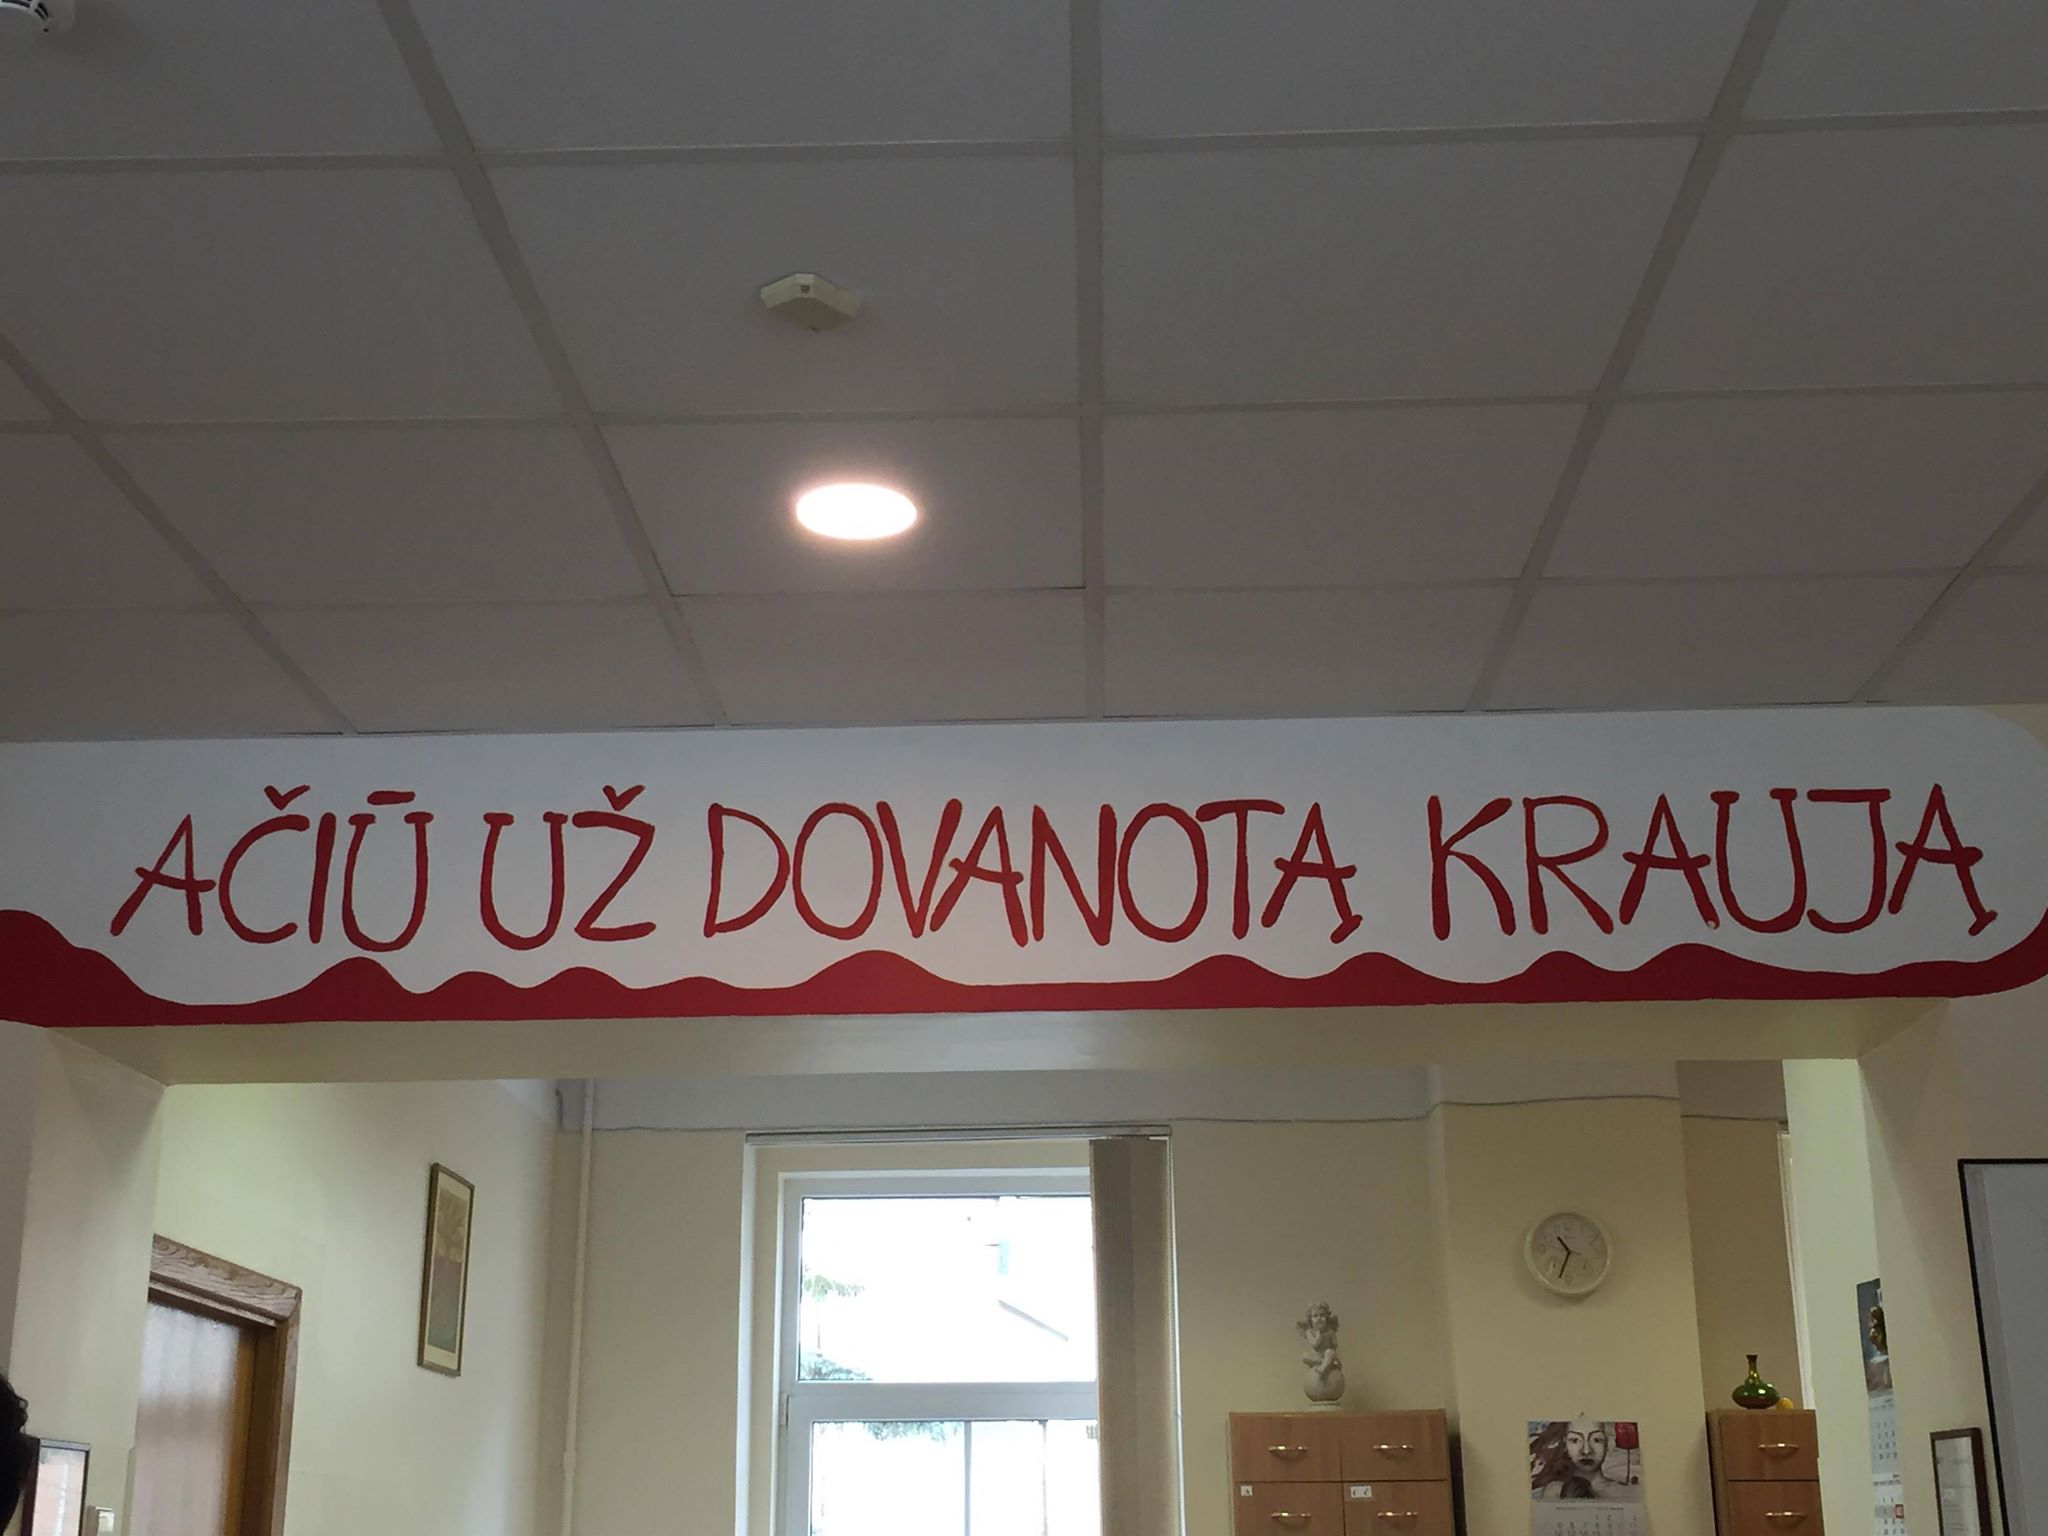 AČIŪ UŽ DOVANOTĄ KRAUJĄ